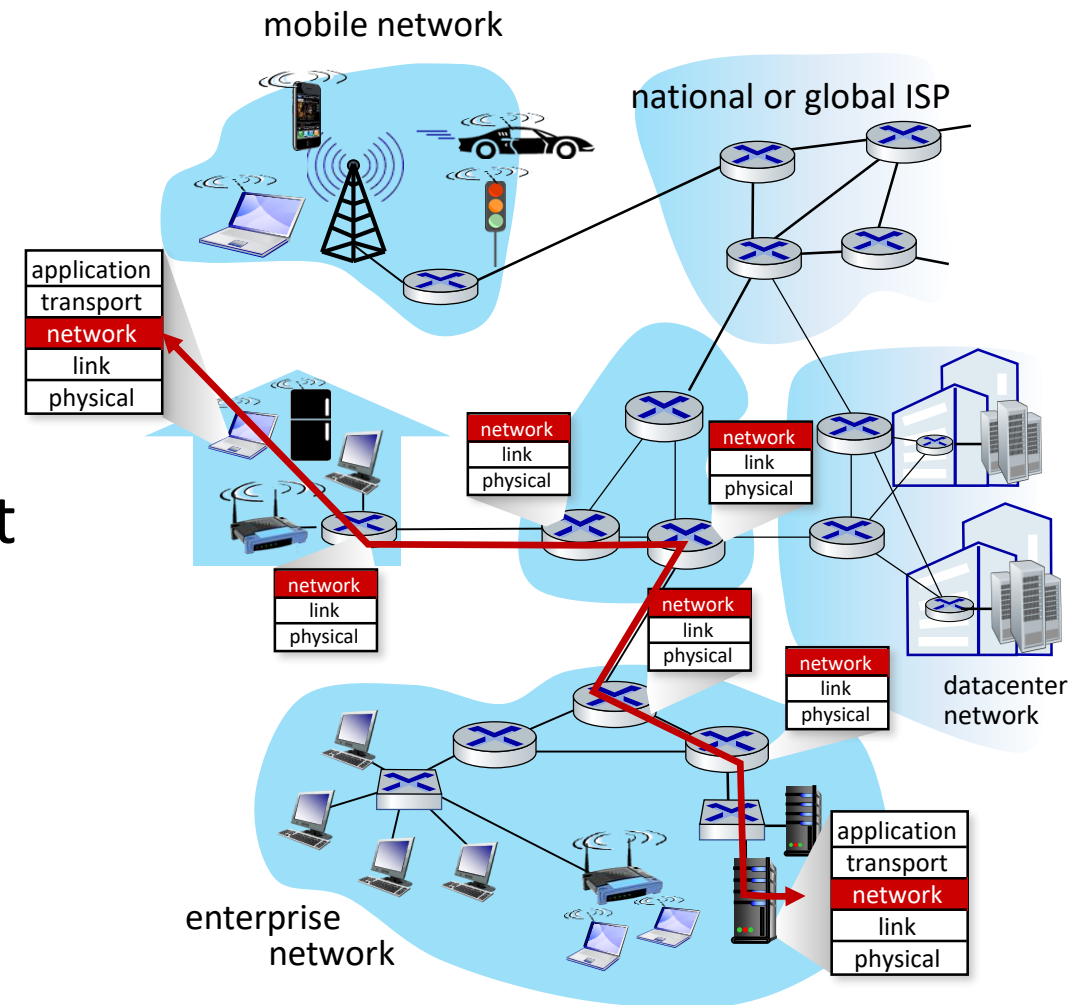 mobile network
national or global ISP
application
transport
network
link
physical
network
link
physical
network
link
physical
t
network
link
physical
network
link
physical
network
link
physical
datacenter
network
application
transport
network
link
physical
enterprise
network